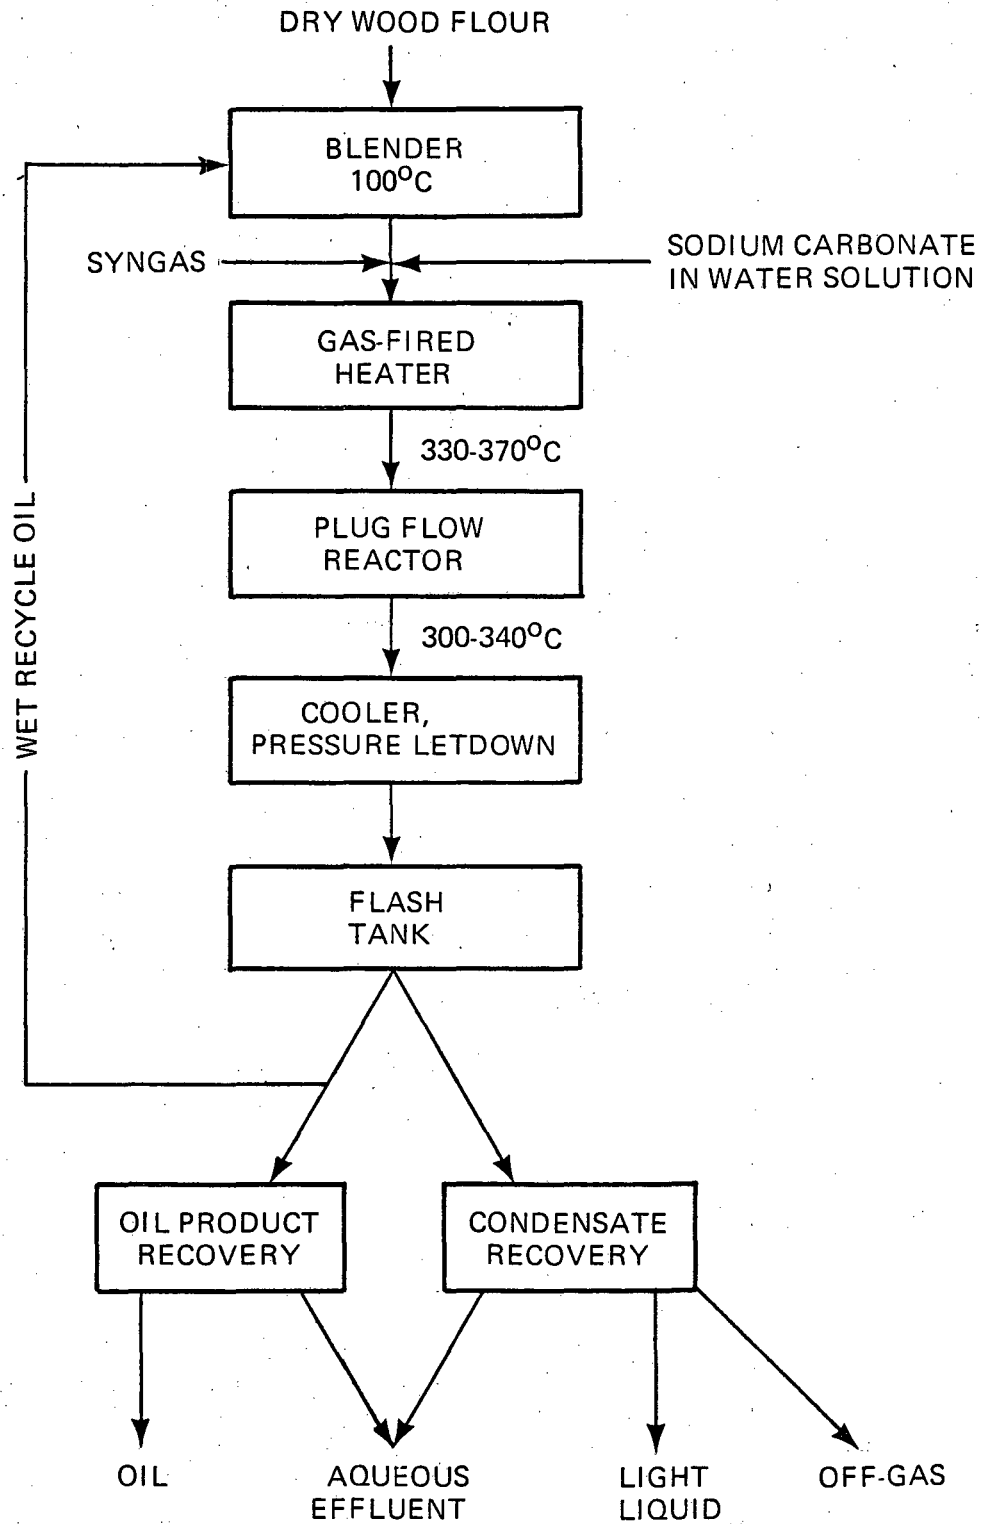 DRY WOOD FLOUR
BLENDER
100°C
SYNGAS
SODIUM CARBONATE
IN WATER SOLUTION
GAS-FIRED
HEATER
330-370°C
PLUG FLOW
REACTOR
300-340°C
COOLER,
PRESSURE LETDOWN
WET RECYCLE OIL
FLASH
TANK
OIL PRODUCT
RECOVERY
CONDENSATE
RECOVERY
OIL
AQUEOUS
EFFLUENT
LIGHT
LIQUID
OFF-GAS